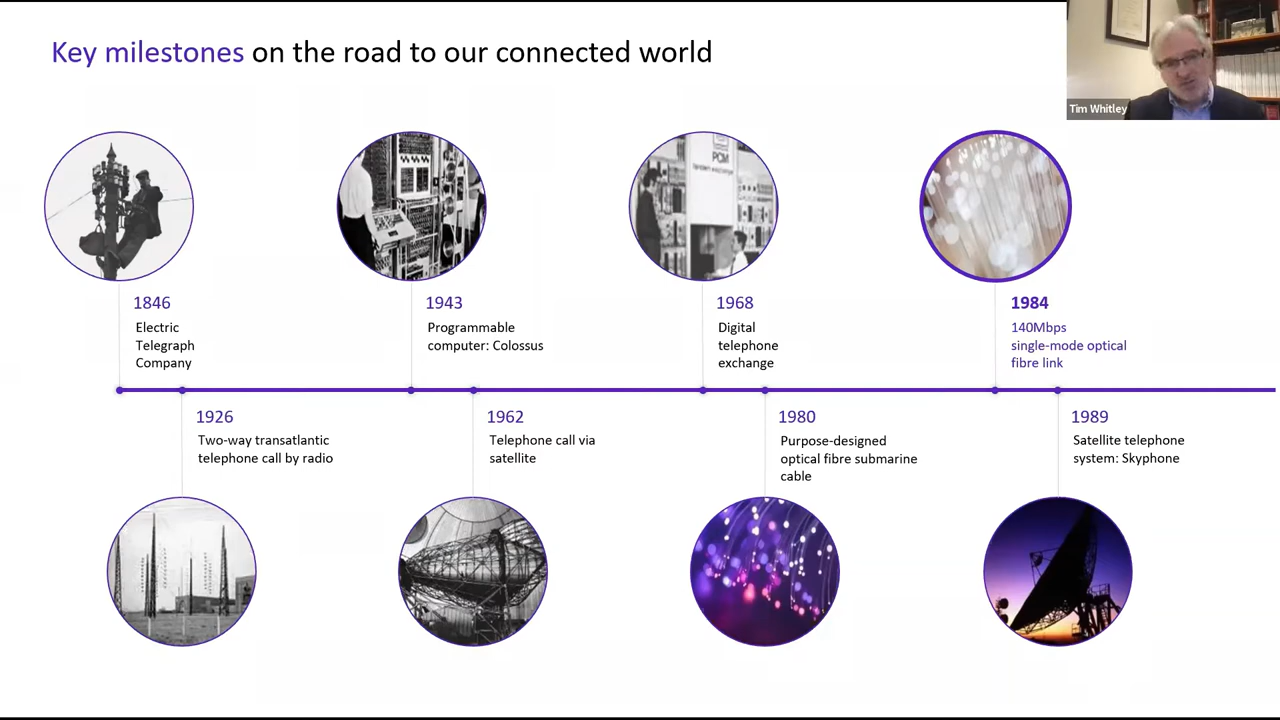 Key milestones on the road to our connected world
Tim Whitley
PCM
1846
Electric
Telegraph
Company
1943
Programmable
computer: Colossus
1968
Digital
telephone
exchange
1984
140Mbps
single-mode optical
fibre link
1926
Two-way transatlantic
telephone call by radio
1962
Telephone call via
satellite
1980
Purpose-designed
optical fibre submarine
cable
1989
Satellite telephone
system: Skyphone